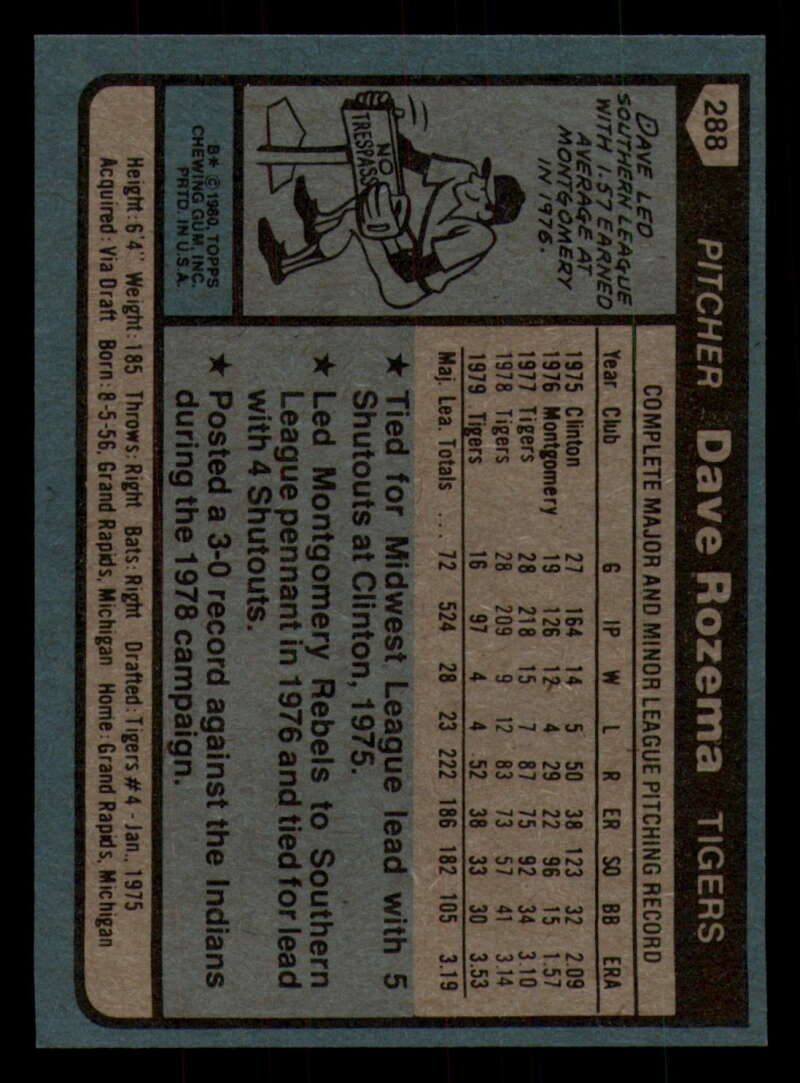 288
PITCHER Dave Rozema TIGERS
DAVE LED
SOUTHERN LEAGUE
WITH 1.57 EARNED
AVERAGE AT
MONTGOMERY
IN 1976.
NO
TRESPASS
B* © 1980, TOPPS
CHEWING GUM, INC.
PRTD. IN U.S.A.
COMPLETE MAJOR AND MINOR LEAGUE PITCHING RECORD
Year Club G IP W L R ER SO BB ERA
1975 Clinton 27 164 14 5 50 38 123 32 2.09
1976 Montgomery 19 126 12 4 29 22 96 15 1.57
1977 Tigers 28 218 15 7 87 75 92 34 3.10
1978 Tigers 28 209 9 12 83 73 57 41 3.14
1979 Tigers 16 97 4 4 52 38 33 30 3.53
Maj. Lea. Totals .... 72 524 28 23 222 186 182 105 3.19
★ Tied for Midwest League lead with 5
Shutouts at Clinton, 1975.
★ Led Montgomery Rebels to Southern
League pennant in 1976 and tied for lead
with 4 Shutouts.
★ Posted a 3-0 record against the Indians
during the 1978 campaign.
Height: 6'4" Weight: 185 Throws: Right Bats: Right Drafted: Tigers #4 - Jan., 1975
Acquired: Via Draft Born: 8-5-56, Grand Rapids, Michigan Home: Grand Rapids, Michigan